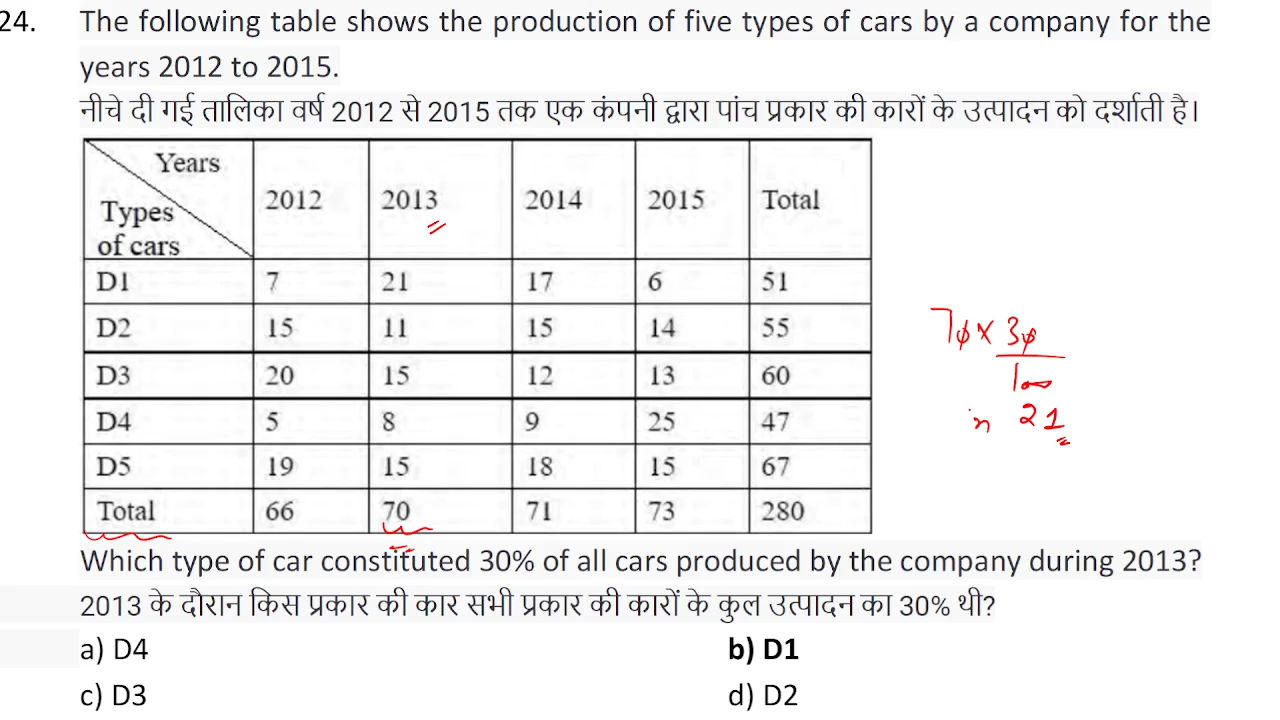 24. The following table shows the production of five types of cars by a company for the
years 2012 to 2015.
नीचे दी गई तालिका वर्ष 2012 से 2015 तक एक कंपनी द्वारा पांच प्रकार की कारों के उत्पादन को दर्शाती है।
Years
Types of cars 2012 2013 2014 2015 Total
D1 7 21 17 6 51
D2 15 11 15 14 55
D3 20 15 12 13 60
D4 5 8 9 25 47
D5 19 15 18 15 67
Total 66 70 71 73 280
70 × 30
100
21
Which type of car constituted 30% of all cars produced by the company during 2013?
2013 के दौरान किस प्रकार की कार सभी प्रकार की कारों के कुल उत्पादन का 30% थी?
a) D4 b) D1
c) D3 d) D2